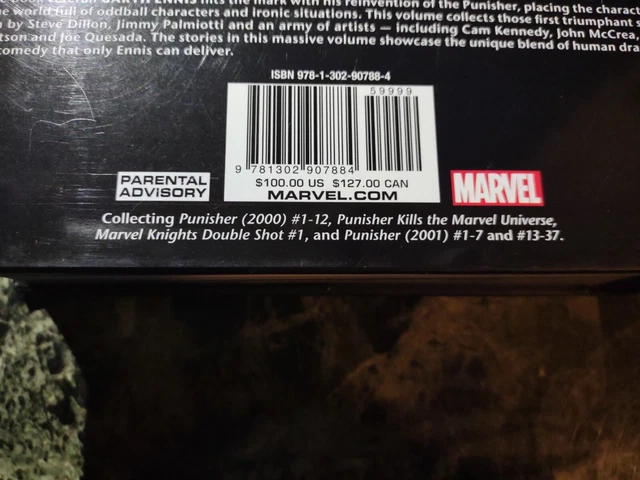 GARTH ENNIS hits the mark with his reinvention of the Punisher, placing the charact
world full of oddball characters and ironic situations. This volume collects those first triumphant s
n by Steve Dillon, Jimmy Palmiotti and an army of artists — including Cam Kennedy, John McCrea,
tson and Joe Quesada. The stories in this massive volume showcase the unique blend of human dra
comedy that only Ennis can deliver.
ISBN 978-1-302-90788-4
59999
9 781302 907884
$100.00 US $127.00 CAN
MARVEL.COM
PARENTAL
ADVISORY
MARVEL
Collecting Punisher (2000) #1-12, Punisher Kills the Marvel Universe,
Marvel Knights Double Shot #1, and Punisher (2001) #1-7 and #13-37.